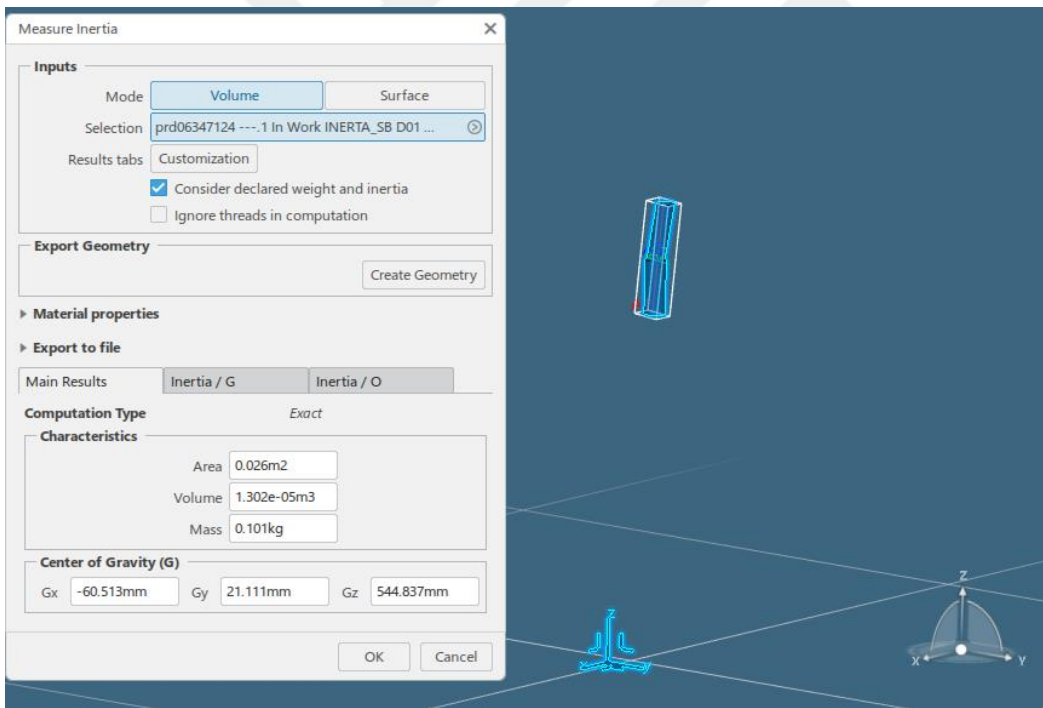 Measure Inertia
Inputs
Mode Volume Surface
Selection prd06347124 ---.1 In Work INERTA_SB D01 ...
Results tabs Customization
Consider declared weight and inertia
Ignore threads in computation
Export Geometry
Create Geometry
Material properties
Export to file
Main Results Inertia / G Inertia / O
Computation Type Exact
Characteristics
Area 0.026m2
Volume 1.302e-05m3
Mass 0.101kg
Center of Gravity (G)
Gx -60.513mm Gy 21.111mm Gz 544.837mm
OK Cancel
z
x y
z
x Y